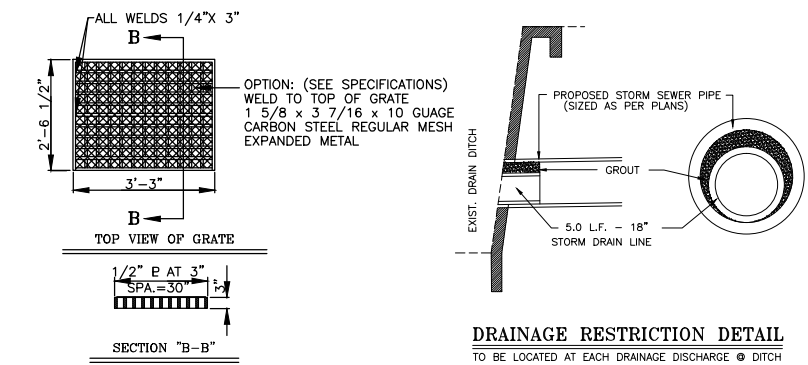 ALL WELDS 1/4"X 3"
B
2'-6 1/2"
OPTION: (SEE SPECIFICATIONS)
WELD TO TOP OF GRATE
1 5/8 x 3 7/16 x 10 GUAGE
CARBON STEEL REGULAR MESH
EXPANDED METAL
3'-3"
B
TOP VIEW OF GRATE
1/2" ⅊ AT 3"
SPA.=30"
3"
SECTION "B-B"
EXIST. DRAIN DITCH
PROPOSED STORM SEWER PIPE
(SIZED AS PER PLANS)
GROUT
5.0 L.F. - 18"
STORM DRAIN LINE
DRAINAGE RESTRICTION DETAIL
TO BE LOCATED AT EACH DRAINAGE DISCHARGE @ DITCH